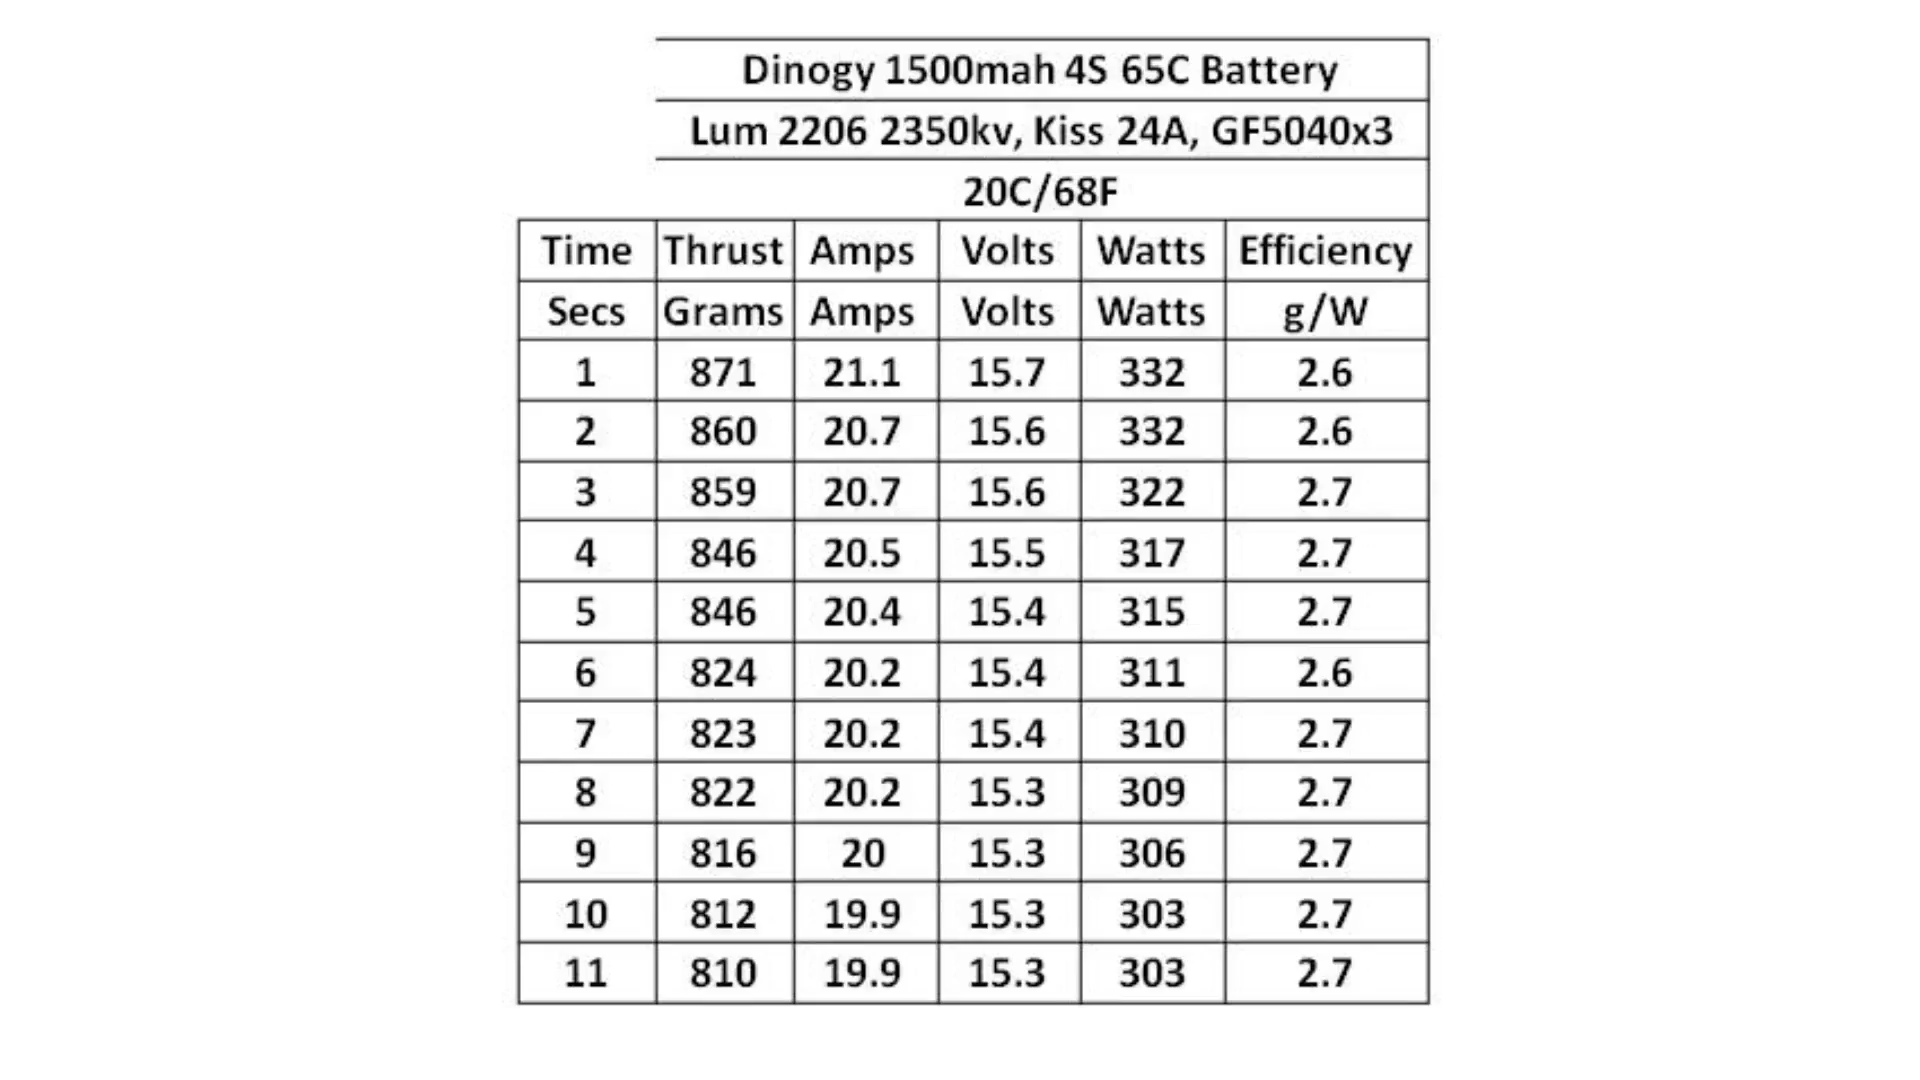 Dinogy 1500mah 4S 65C Battery
Lum 2206 2350kv, Kiss 24A, GF5040x3
20C/68F
Time Thrust Amps Volts Watts Efficiency
Secs Grams Amps Volts Watts g/W
1 871 21.1 15.7 332 2.6
2 860 20.7 15.6 332 2.6
3 859 20.7 15.6 322 2.7
4 846 20.5 15.5 317 2.7
5 846 20.4 15.4 315 2.7
6 824 20.2 15.4 311 2.6
7 823 20.2 15.4 310 2.7
8 822 20.2 15.3 309 2.7
9 816 20 15.3 306 2.7
10 812 19.9 15.3 303 2.7
11 810 19.9 15.3 303 2.7